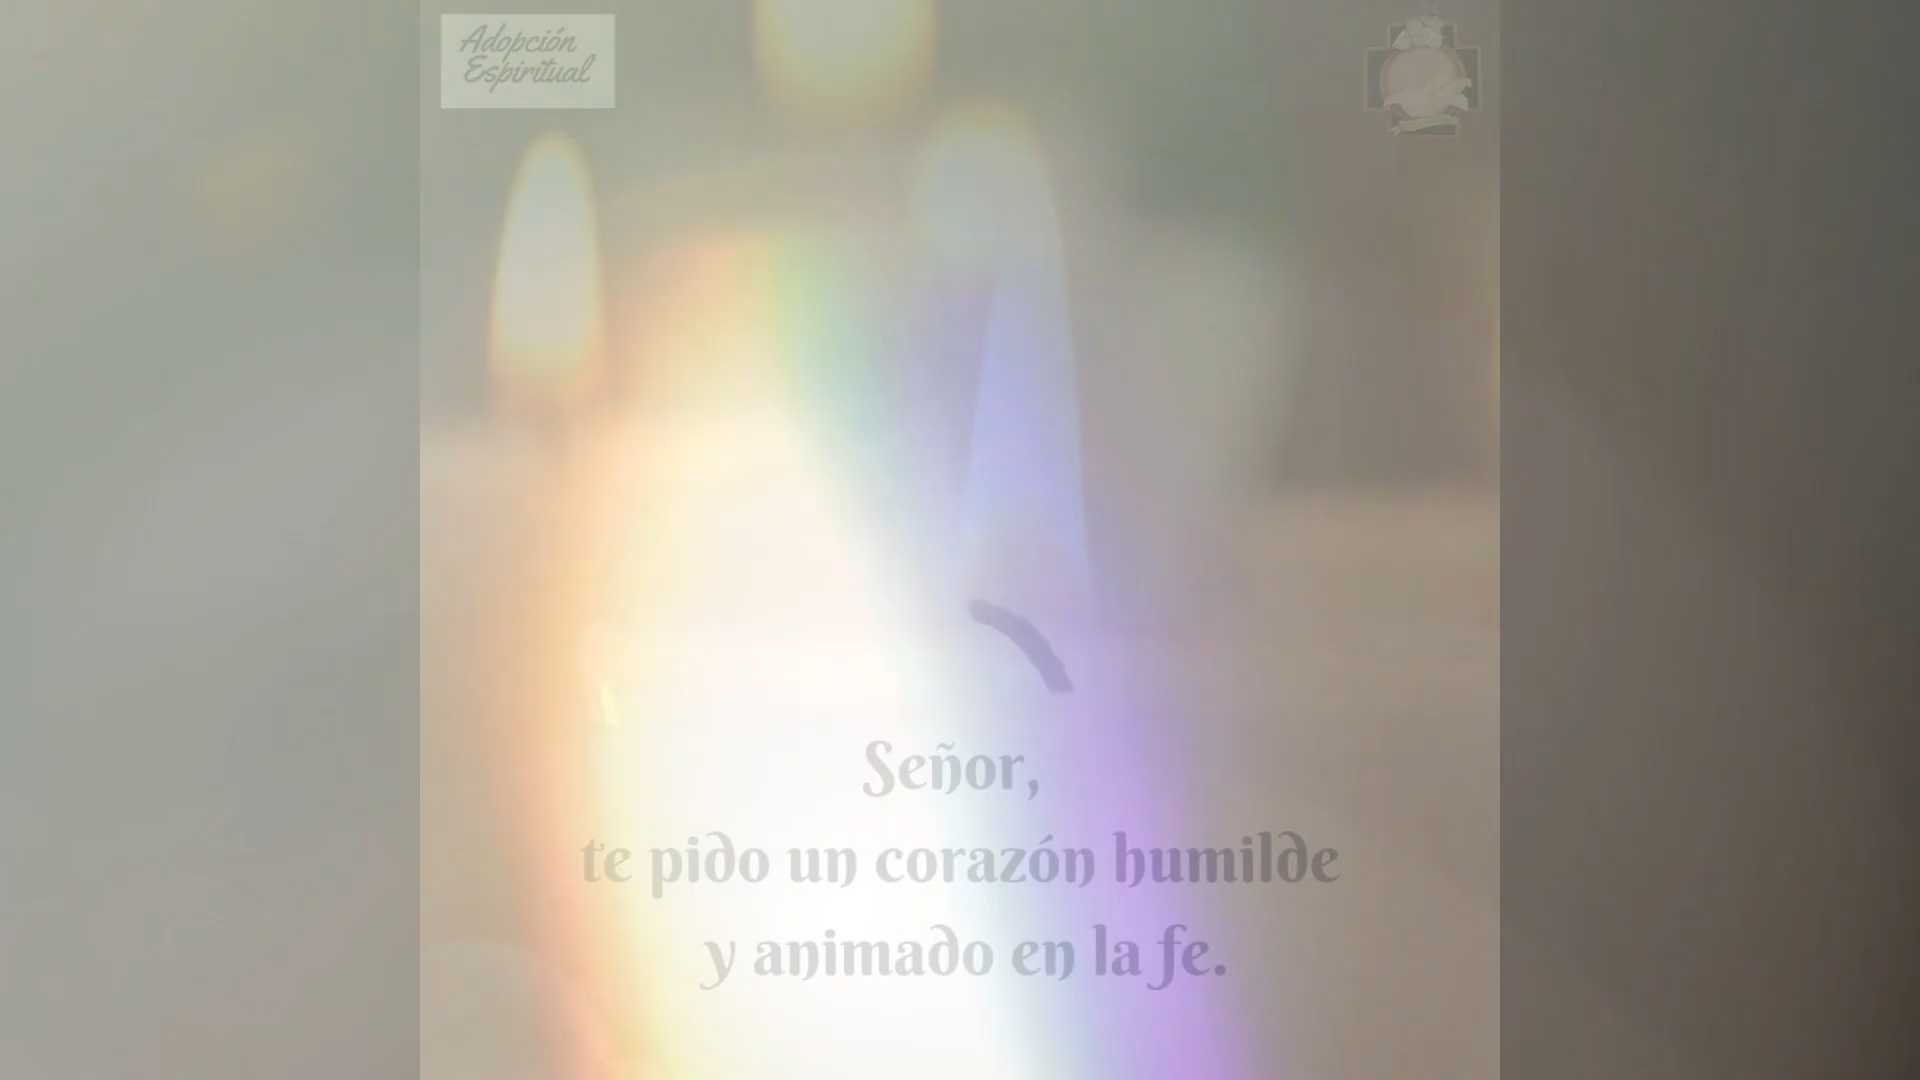 Adopción
Espiritual
Señor,
te pido un corazón humilde
y animado en la fe.